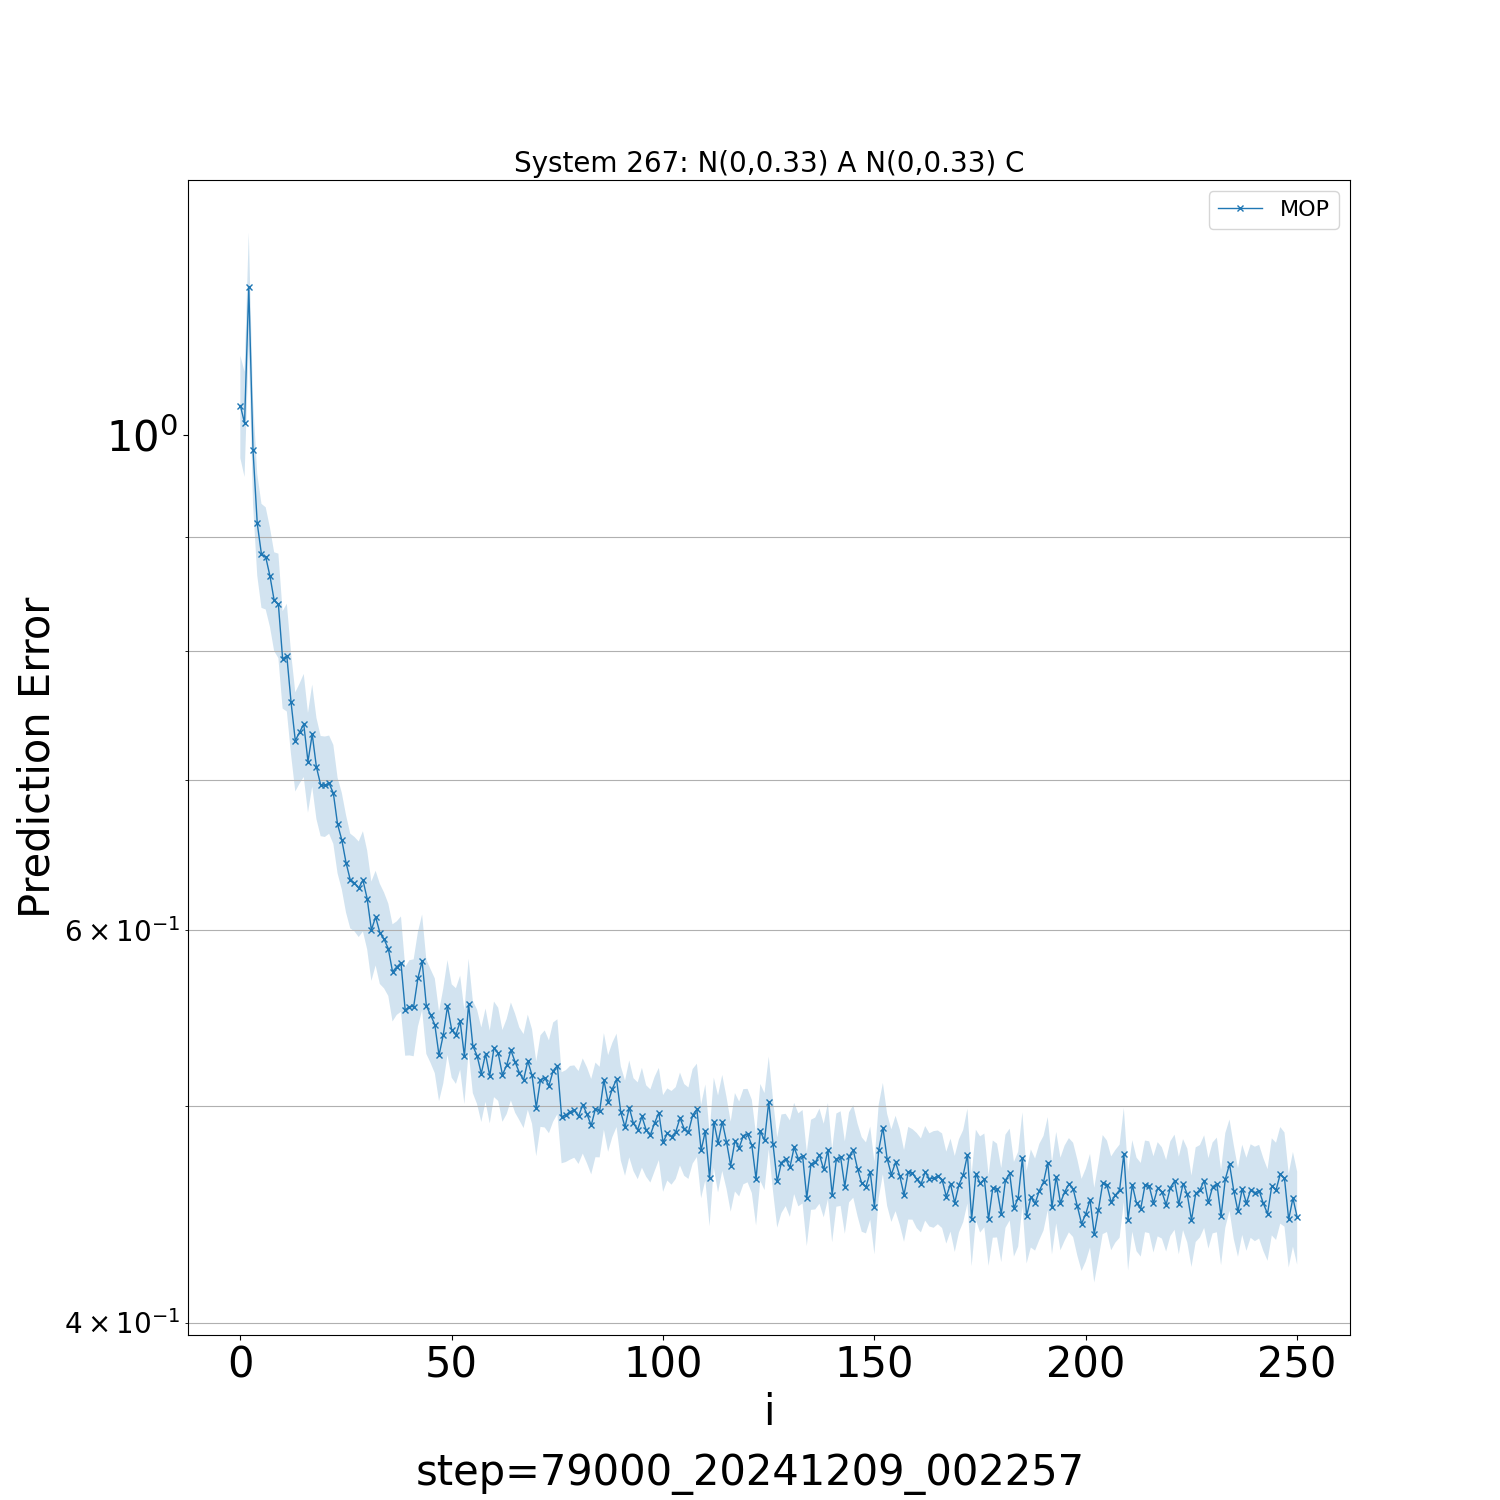 System 267: N(0,0.33) A N(0,0.33) C
MOP
10⁰
6 × 10⁻¹
4 × 10⁻¹
Prediction Error
0 50 100 150 200 250
i
step=79000_20241209_002257